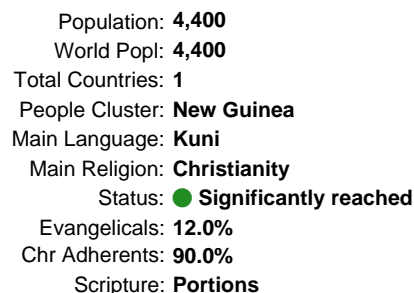 Population: 4,400
World Popl: 4,400
Total Countries: 1
People Cluster: New Guinea
Main Language: Kuni
Main Religion: Christianity
Status: Significantly reached
Evangelicals: 12.0%
Chr Adherents: 90.0%
Scripture: Portions